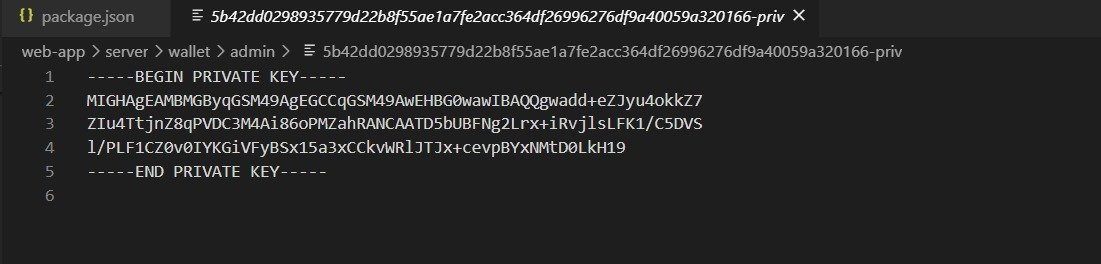 {} package.json 5b42dd0298935779d22b8f55ae1a7fe2acc364df26996276df9a40059a320166-priv
web-app > server > wallet > admin > 5b42dd0298935779d22b8f55ae1a7fe2acc364df26996276df9a40059a320166-priv
1 -----BEGIN PRIVATE KEY-----
2 MIGHAgEAMBMGByqGSM49AgEGCCqGSM49AwEHBG0wawIBAQQgwadd+eZJyu4okkZ7
3 ZIu4TtjnZ8qPVDC3M4Ai86oPMZahRANCAATD5bUBFNg2Lrx+iRvjlsLFK1/C5DVS
4 l/PLF1CZ0v0IYKGiVFyBSx15a3xCCkvWRlJTJx+cevpBYxNMtD0LkH19
5 -----END PRIVATE KEY-----
6